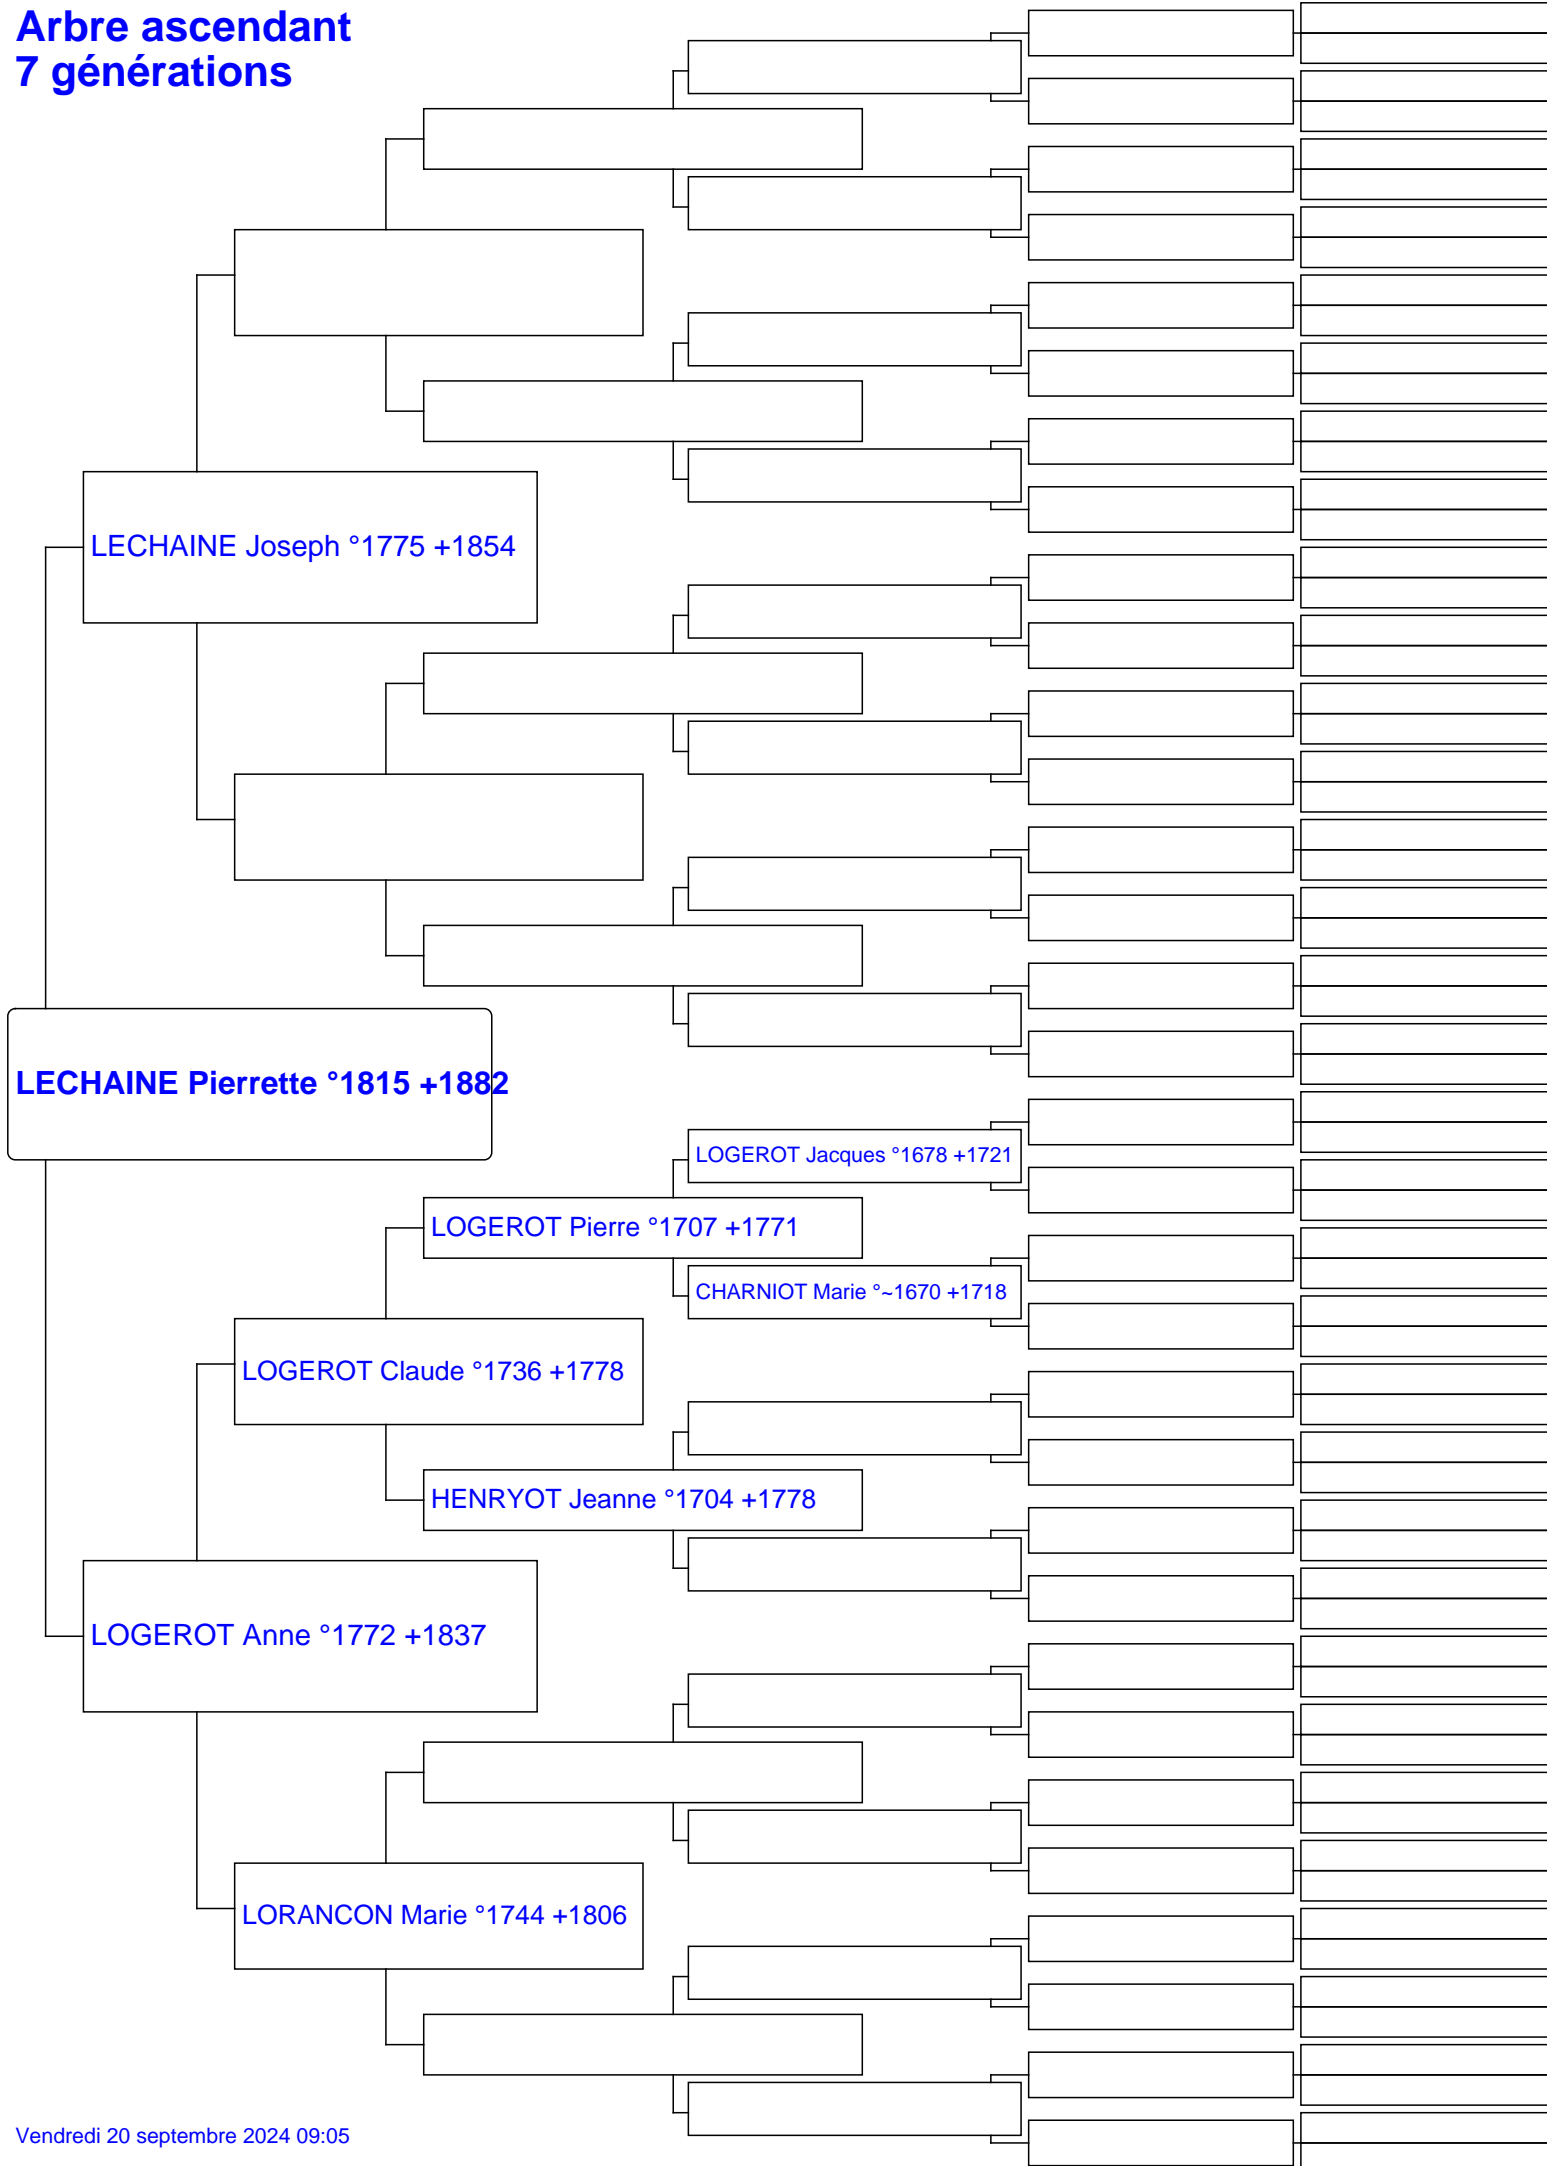 Arbre ascendant
7 générations
LECHAINE Joseph °1775 +1854
LECHAINE Pierrette °1815 +1882
LOGEROT Jacques °1678 +1721
LOGEROT Pierre °1707 +1771
CHARNIOT Marie °~1670 +1718
LOGEROT Claude °1736 +1778
HENRYOT Jeanne °1704 +1778
LOGEROT Anne °1772 +1837
LORANCON Marie °1744 +1806
Vendredi 20 septembre 2024 09:05